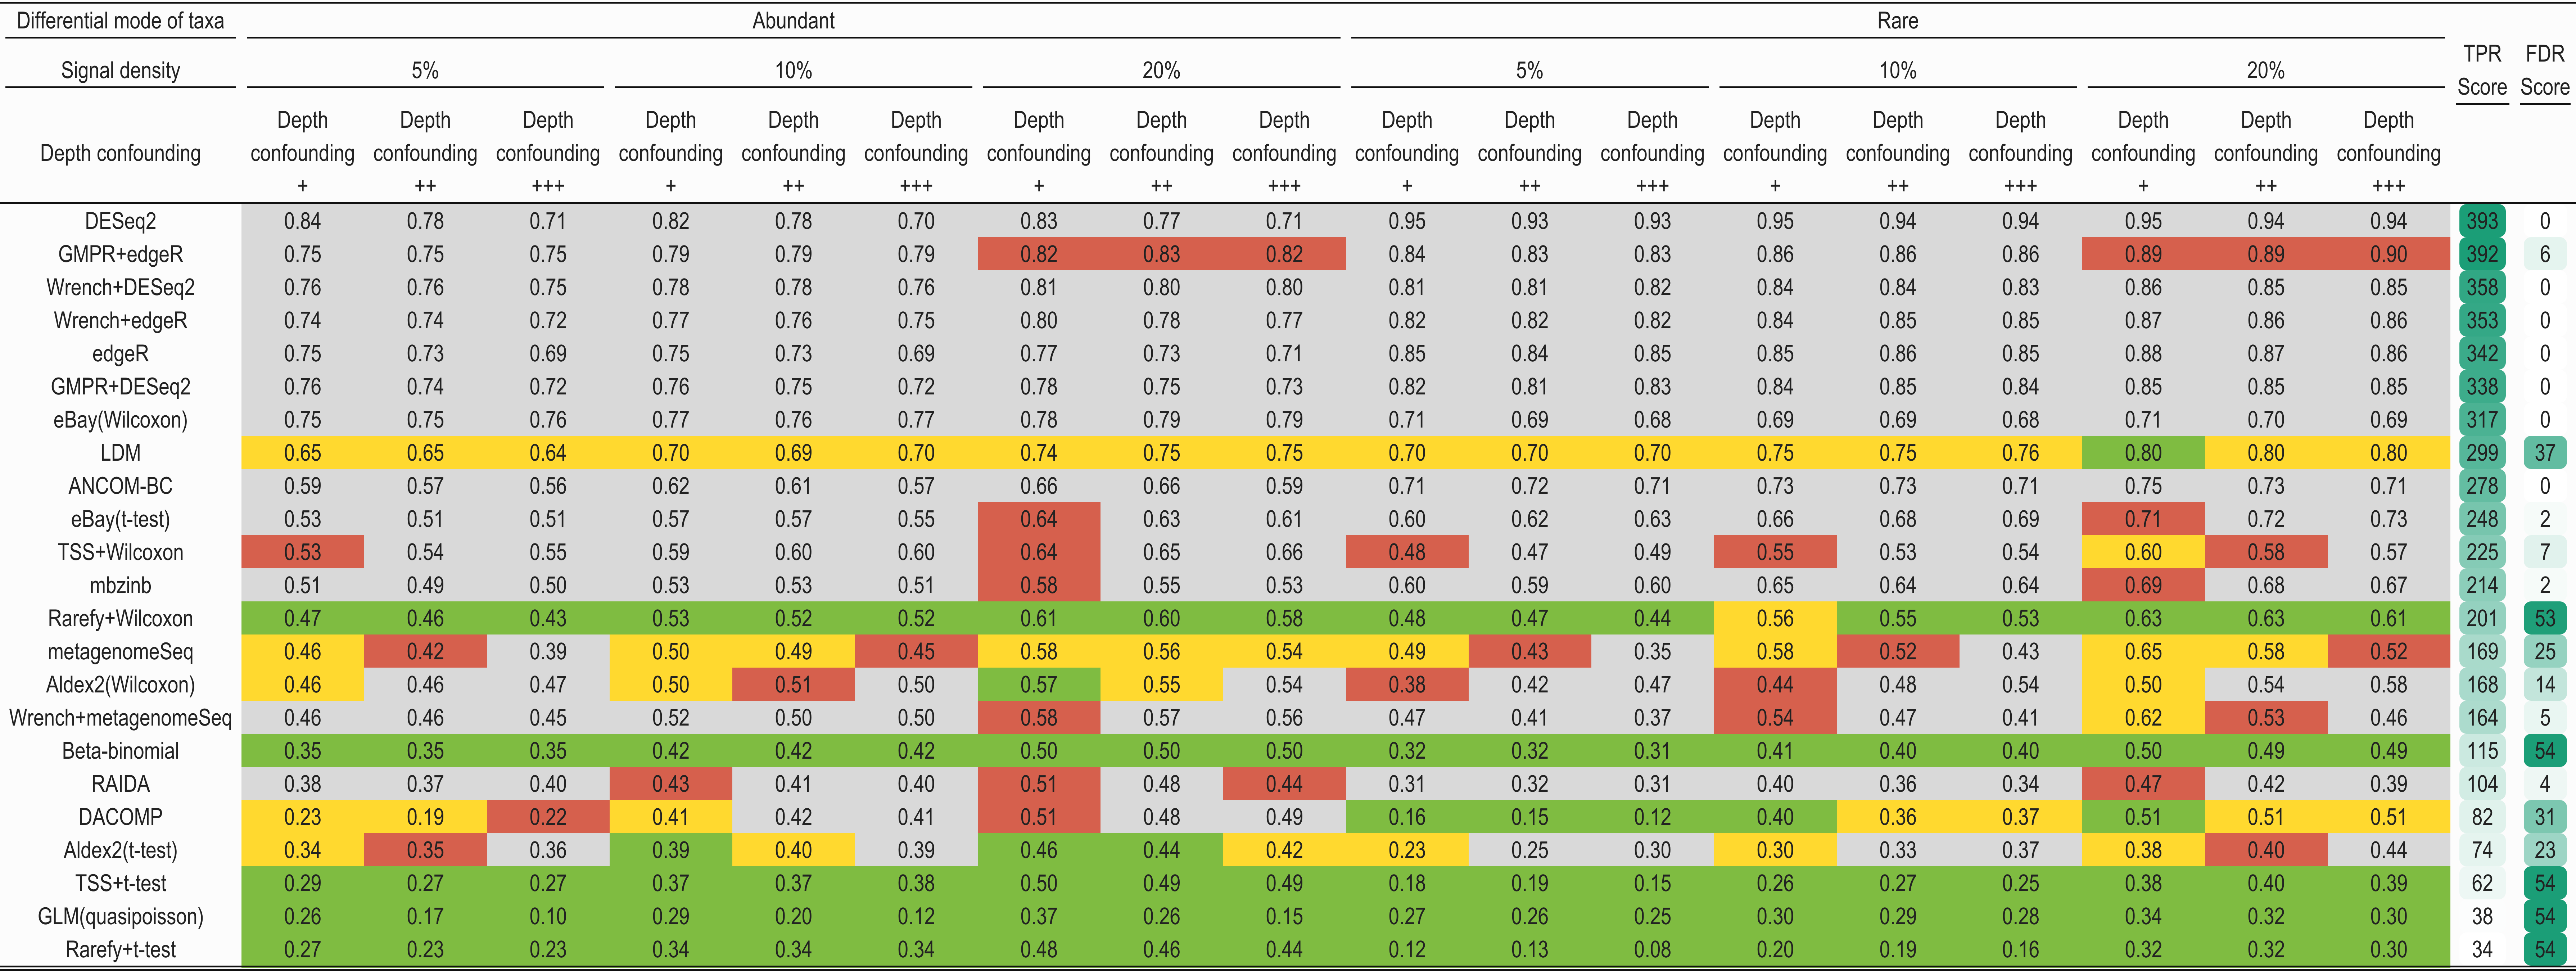 Differential mode of taxa Abundant Rare
TPR FDR
Signal density 5% 10% 20% 5% 10% 20%
Score Score
Depth Depth Depth Depth Depth Depth Depth Depth Depth Depth Depth Depth Depth Depth Depth Depth Depth Depth
Depth confounding confounding confounding confounding confounding confounding confounding confounding confounding confounding confounding confounding confounding confounding confounding confounding confounding confounding confounding
+ ++ +++ + ++ +++ + ++ +++ + ++ +++ + ++ +++ + ++ +++
DESeq2 0.84 0.78 0.71 0.82 0.78 0.70 0.83 0.77 0.71 0.95 0.93 0.93 0.95 0.94 0.94 0.95 0.94 0.94 393 0
GMPR+edgeR 0.75 0.75 0.75 0.79 0.79 0.79 0.82 0.83 0.82 0.84 0.83 0.83 0.86 0.86 0.86 0.89 0.89 0.90 392 6
Wrench+DESeq2 0.76 0.76 0.75 0.78 0.78 0.76 0.81 0.80 0.80 0.81 0.81 0.82 0.84 0.84 0.83 0.86 0.85 0.85 358 0
Wrench+edgeR 0.74 0.74 0.72 0.77 0.76 0.75 0.80 0.78 0.77 0.82 0.82 0.82 0.84 0.85 0.85 0.87 0.86 0.86 353 0
edgeR 0.75 0.73 0.69 0.75 0.73 0.69 0.77 0.73 0.71 0.85 0.84 0.85 0.85 0.86 0.85 0.88 0.87 0.86 342 0
GMPR+DESeq2 0.76 0.74 0.72 0.76 0.75 0.72 0.78 0.75 0.73 0.82 0.81 0.83 0.84 0.85 0.84 0.85 0.85 0.85 338 0
eBay(Wilcoxon) 0.75 0.75 0.76 0.77 0.76 0.77 0.78 0.79 0.79 0.71 0.69 0.68 0.69 0.69 0.68 0.71 0.70 0.69 317 0
LDM 0.65 0.65 0.64 0.70 0.69 0.70 0.74 0.75 0.75 0.70 0.70 0.70 0.75 0.75 0.76 0.80 0.80 0.80 299 37
ANCOM-BC 0.59 0.57 0.56 0.62 0.61 0.57 0.66 0.66 0.59 0.71 0.72 0.71 0.73 0.73 0.71 0.75 0.73 0.71 278 0
eBay(t-test) 0.53 0.51 0.51 0.57 0.57 0.55 0.64 0.63 0.61 0.60 0.62 0.63 0.66 0.68 0.69 0.71 0.72 0.73 248 2
TSS+Wilcoxon 0.53 0.54 0.55 0.59 0.60 0.60 0.64 0.65 0.66 0.48 0.47 0.49 0.55 0.53 0.54 0.60 0.58 0.57 225 7
mbzinb 0.51 0.49 0.50 0.53 0.53 0.51 0.58 0.55 0.53 0.60 0.59 0.60 0.65 0.64 0.64 0.69 0.68 0.67 214 2
Rarefy+Wilcoxon 0.47 0.46 0.43 0.53 0.52 0.52 0.61 0.60 0.58 0.48 0.47 0.44 0.56 0.55 0.53 0.63 0.63 0.61 201 53
metagenomeSeq 0.46 0.42 0.39 0.50 0.49 0.45 0.58 0.56 0.54 0.49 0.43 0.35 0.58 0.52 0.43 0.65 0.58 0.52 169 25
Aldex2(Wilcoxon) 0.46 0.46 0.47 0.50 0.51 0.50 0.57 0.55 0.54 0.38 0.42 0.47 0.44 0.48 0.54 0.50 0.54 0.58 168 14
Wrench+metagenomeSeq 0.46 0.46 0.45 0.52 0.50 0.50 0.58 0.57 0.56 0.47 0.41 0.37 0.54 0.47 0.41 0.62 0.53 0.46 164 5
Beta-binomial 0.35 0.35 0.35 0.42 0.42 0.42 0.50 0.50 0.50 0.32 0.32 0.31 0.41 0.40 0.40 0.50 0.49 0.49 115 54
RAIDA 0.38 0.37 0.40 0.43 0.41 0.40 0.51 0.48 0.44 0.31 0.32 0.31 0.40 0.36 0.34 0.47 0.42 0.39 104 4
DACOMP 0.23 0.19 0.22 0.41 0.42 0.41 0.51 0.48 0.49 0.16 0.15 0.12 0.40 0.36 0.37 0.51 0.51 0.51 82 31
Aldex2(t-test) 0.34 0.35 0.36 0.39 0.40 0.39 0.46 0.44 0.42 0.23 0.25 0.30 0.30 0.33 0.37 0.38 0.40 0.44 74 23
TSS+t-test 0.29 0.27 0.27 0.37 0.37 0.38 0.50 0.49 0.49 0.18 0.19 0.15 0.26 0.27 0.25 0.38 0.40 0.39 62 54
GLM(quasipoisson) 0.26 0.17 0.10 0.29 0.20 0.12 0.37 0.26 0.15 0.27 0.26 0.25 0.30 0.29 0.28 0.34 0.32 0.30 38 54
Rarefy+t-test 0.27 0.23 0.23 0.34 0.34 0.34 0.48 0.46 0.44 0.12 0.13 0.08 0.20 0.19 0.16 0.32 0.32 0.30 34 54